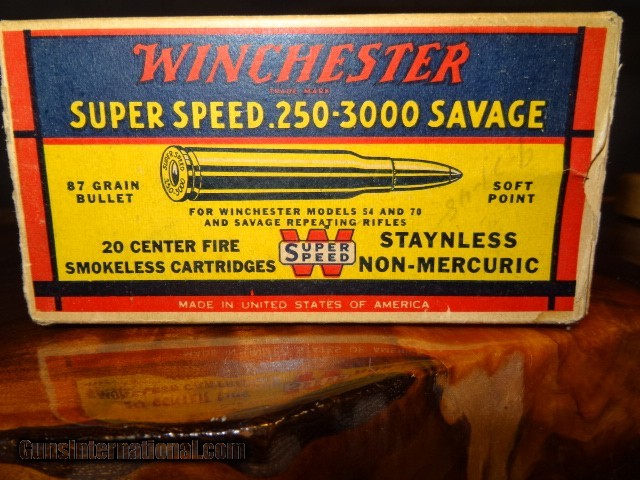 WINCHESTER
TRADE MARK
SUPER SPEED .250-3000 SAVAGE
87 GRAIN
BULLET
SUPER SPEED
SOFT
POINT
FOR WINCHESTER MODELS 54 AND 70
AND SAVAGE REPEATING RIFLES
20 CENTER FIRE
SMOKELESS CARTRIDGES
SUPER
SPEED
W
STAYNLESS
NON-MERCURIC
MADE IN UNITED STATES OF AMERICA
GunsInternational.com